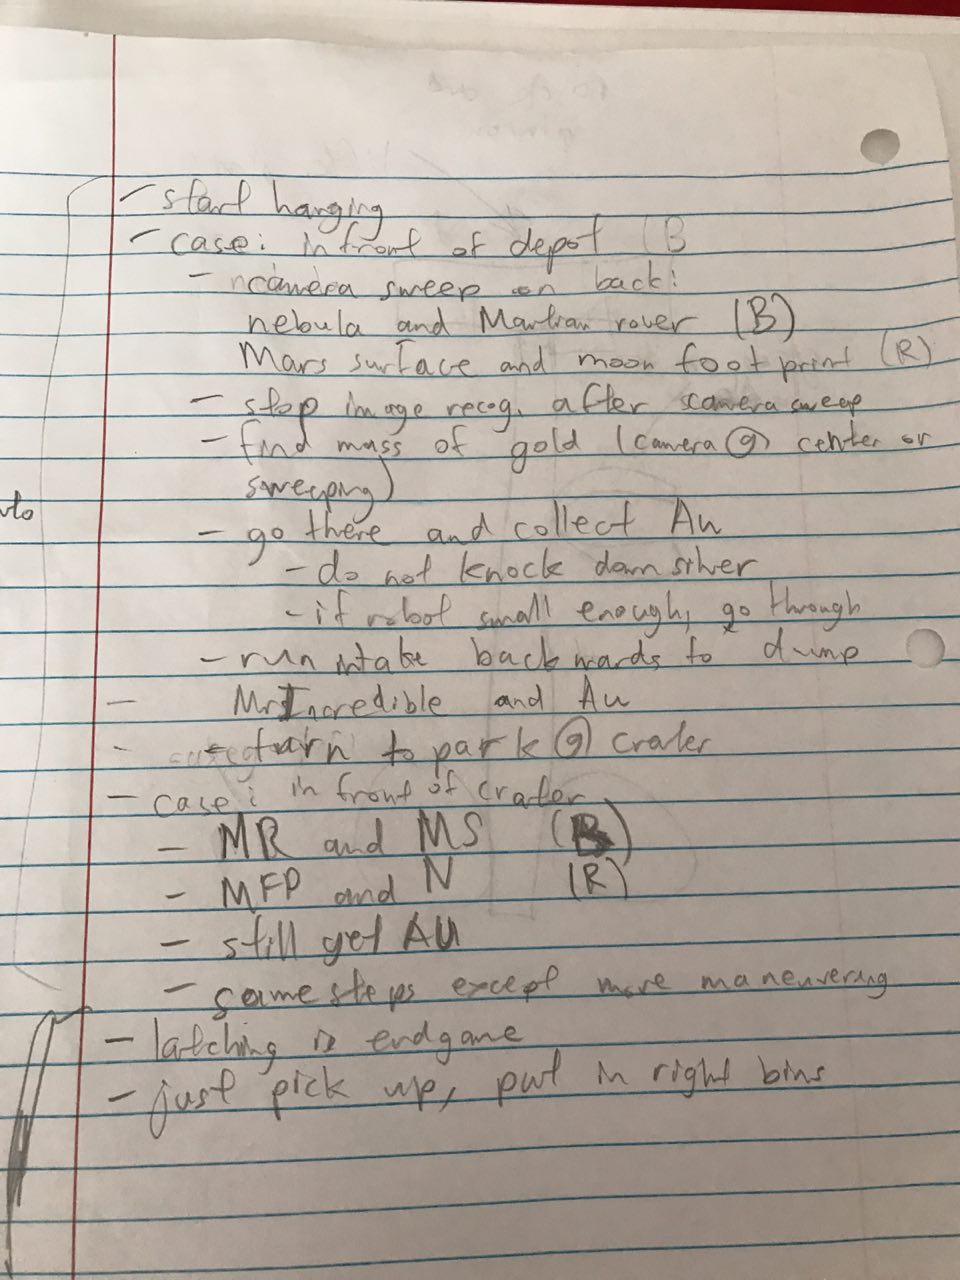 - start hanging
- case: in front of depot (B
- camera sweep on back:
nebula and Martian rover (B)
Mars surface and moon foot print (R)
- stop image recog. after camera sweep
- find mass of gold (camera @ center or
sweeping)
- go there and collect Au
- do not knock down silver
- if robot small enough, go through
- run intake backwards to dump
- Mr Incredible and Au
- turn to park @ crater
- case: in front of crater
- MR and MS (B)
- MFP and N (R)
- still get AU
- same steps except more maneuvering
- latching is endgame
- just pick up, put in right bins